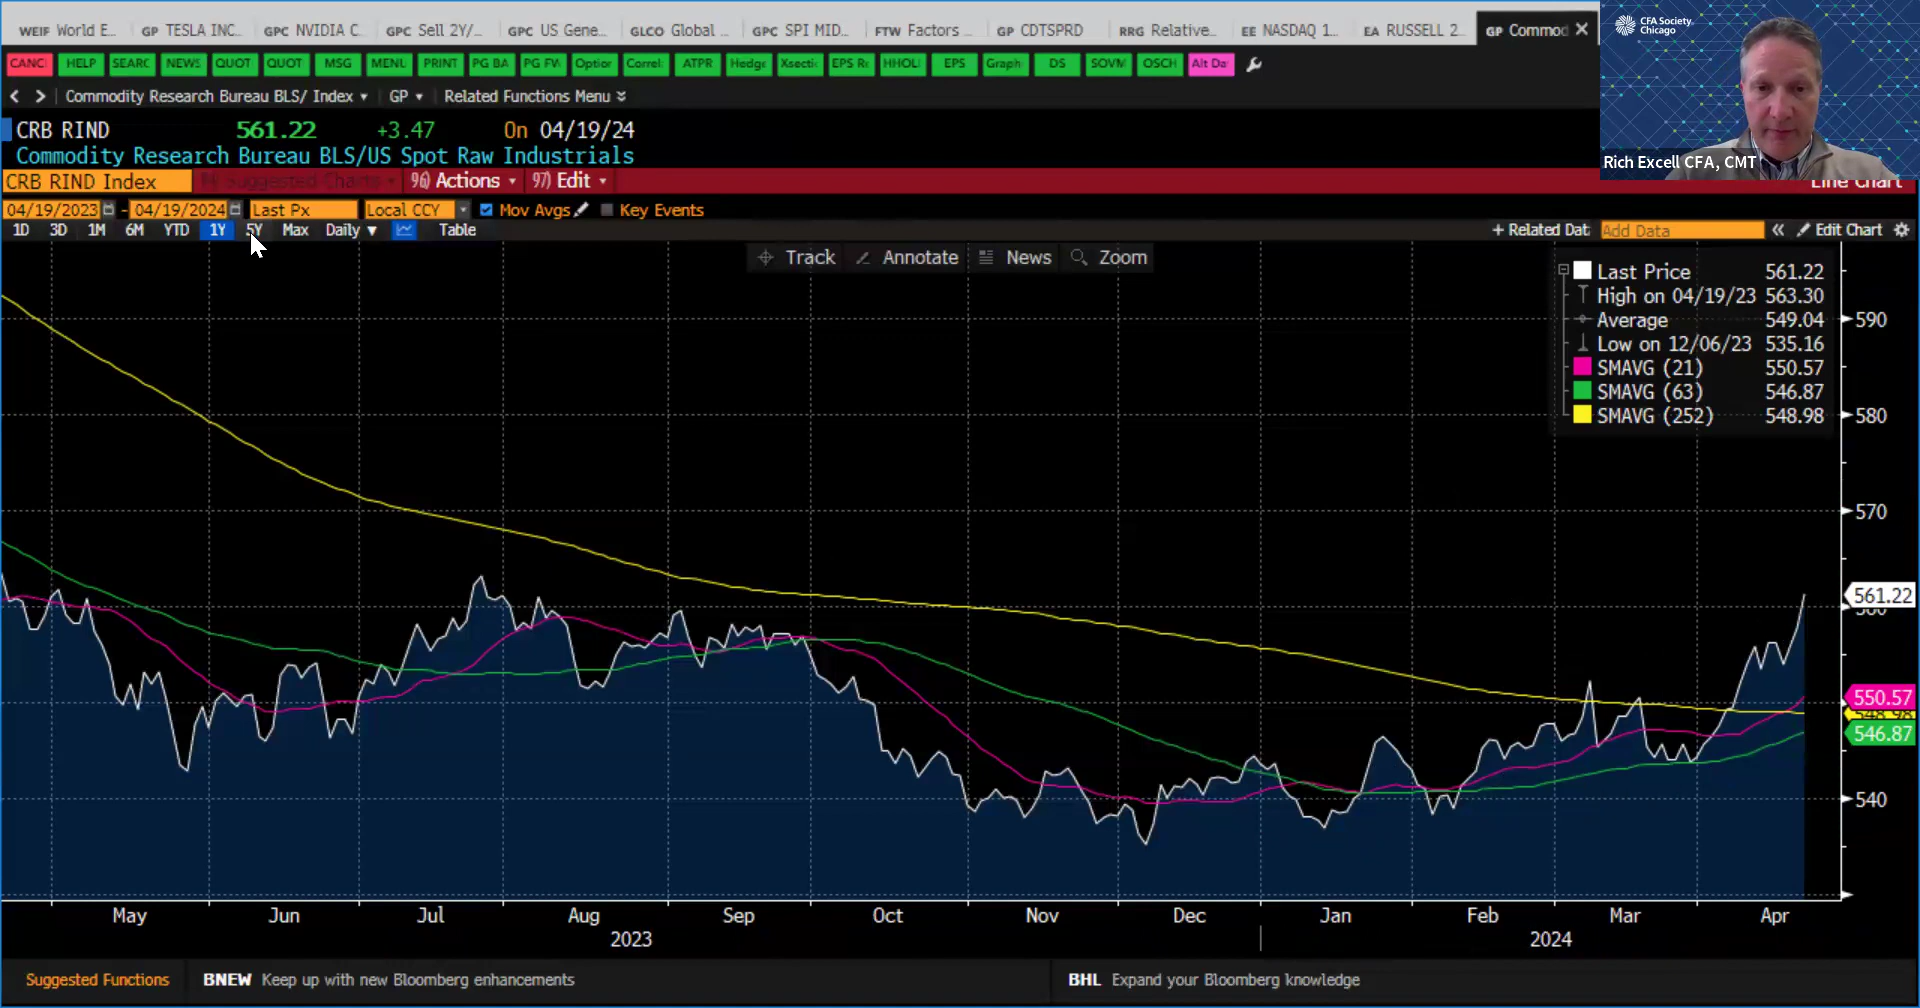 WEIF World E...
GP TESLA INC...
GPC NVIDIA C...
GPC Sell 2Y/...
GPC US Gene...
GLCO Global ...
GPC SPI MID...
FTW Factors ...
GP CDTSPRD
RRG Relative...
EE NASDAQ 1...
EA RUSSELL 2...
GP Commod
CFA Society
Chicago
CANC HELP SEARC NEWS QUOT QUOT MSG MENU PRINT PG BA PG FW Option Correl: ATPR Hedge Xsecti EPS R HHOLI EPS Graph DS SOVM OSCH Alt Da
Commodity Research Bureau BLS/ Index GP Related Functions Menu
CRB RIND 561.22 +3.47 On 04/19/24
Commodity Research Bureau BLS/US Spot Raw Industrials
Rich Excell CFA, CMT
CRB RIND Index Suggested Charts 96) Actions 97) Edit Line Chart
04/19/2023 - 04/19/2024 Last Px Local CCY Mov Avgs Key Events
1D 3D 1M 6M YTD 1Y 5Y Max Daily Table + Related Dat Add Data Edit Chart
Track Annotate News Zoom
Last Price 561.22
High on 04/19/23 563.30
Average 549.04
Low on 12/06/23 535.16
SMAVG (21) 550.57
SMAVG (63) 546.87
SMAVG (252) 548.98
590
580
570
561.22
560
550.57
548.98
546.87
540
May Jun Jul Aug Sep Oct Nov Dec Jan Feb Mar Apr
2023 2024
Suggested Functions BNEW Keep up with new Bloomberg enhancements BHL Expand your Bloomberg knowledge